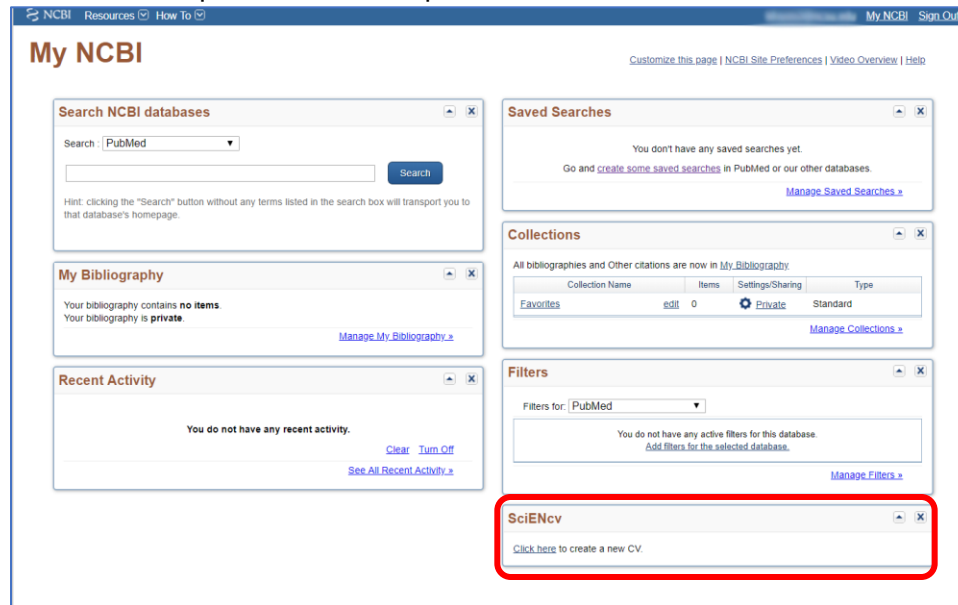 NCBI Resources How To My NCBI Sign Out
My NCBI
Customize this page | NCBI Site Preferences | Video Overview | Help
Search NCBI databases
Search : PubMed
Search
Hint: clicking the "Search" button without any terms listed in the search box will transport you to
that database's homepage.
My Bibliography
Your bibliography contains no items.
Your bibliography is private.
Manage My Bibliography »
Recent Activity
You do not have any recent activity.
Clear Turn Off
See All Recent Activity »
Saved Searches
You don't have any saved searches yet.
Go and create some saved searches in PubMed or our other databases.
Manage Saved Searches »
Collections
All bibliographies and Other citations are now in My Bibliography
Collection Name Items Settings/Sharing Type
Favorites edit 0 Private Standard
Manage Collections »
Filters
Filters for: PubMed
You do not have any active filters for this database.
Add filters for the selected database.
Manage Filters »
SciENcv
Click here to create a new CV.